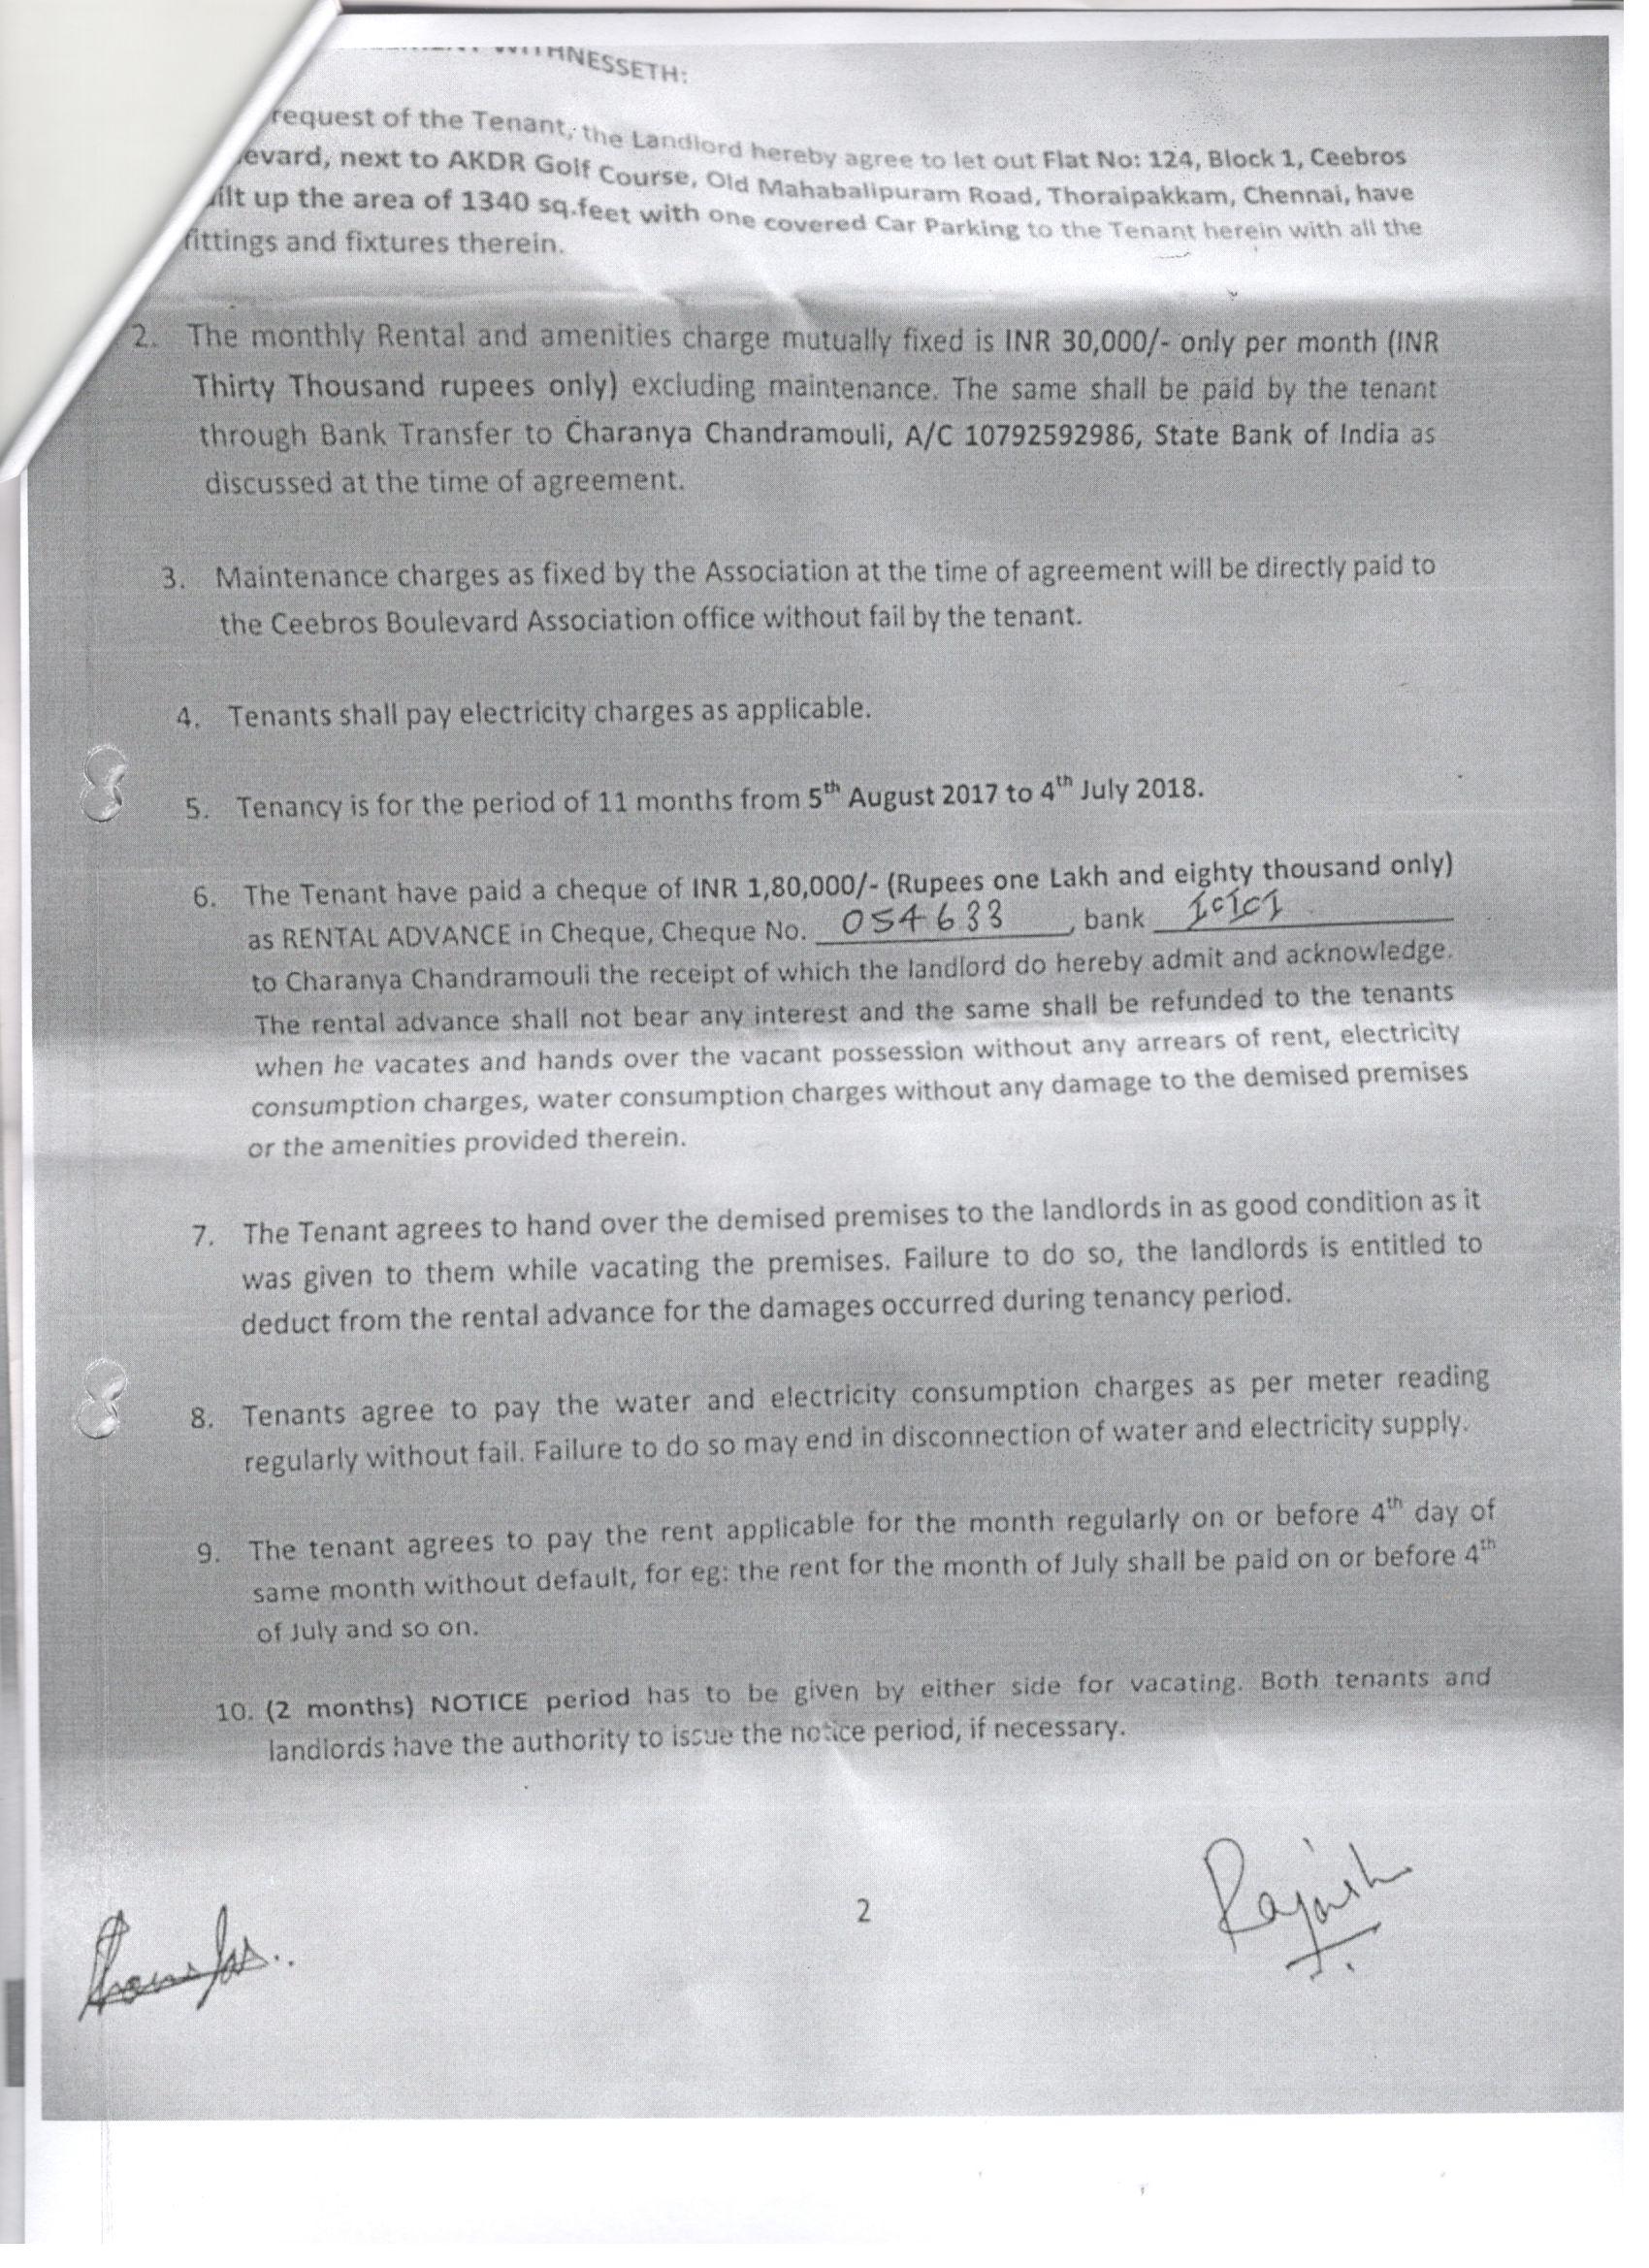 WITHNESSETH:
request of the Tenant, the Landlord hereby agree to let out Flat No: 124, Block 1, Ceebros
evard, next to AKDR Golf Course, Old Mahabalipuram Road, Thoraipakkam, Chennai, have
ilt up the area of 1340 sq.feet with one covered Car Parking to the Tenant herein with all the
fittings and fixtures therein.
2. The monthly Rental and amenities charge mutually fixed is INR 30,000/- only per month (INR
Thirty Thousand rupees only) excluding maintenance. The same shall be paid by the tenant
through Bank Transfer to Charanya Chandramouli, A/C 10792592986, State Bank of India as
discussed at the time of agreement.
3. Maintenance charges as fixed by the Association at the time of agreement will be directly paid to
the Ceebros Boulevard Association office without fail by the tenant.
4. Tenants shall pay electricity charges as applicable.
5. Tenancy is for the period of 11 months from 5th August 2017 to 4th July 2018.
6. The Tenant have paid a cheque of INR 1,80,000/- (Rupees one Lakh and eighty thousand only)
as RENTAL ADVANCE in Cheque, Cheque No. 054633, bank ICICI
to Charanya Chandramouli the receipt of which the landlord do hereby admit and acknowledge.
The rental advance shall not bear any interest and the same shall be refunded to the tenants
when he vacates and hands over the vacant possession without any arrears of rent, electricity
consumption charges, water consumption charges without any damage to the demised premises
or the amenities provided therein.
7. The Tenant agrees to hand over the demised premises to the landlords in as good condition as it
was given to them while vacating the premises. Failure to do so, the landlords is entitled to
deduct from the rental advance for the damages occurred during tenancy period.
8. Tenants agree to pay the water and electricity consumption charges as per meter reading
regularly without fail. Failure to do so may end in disconnection of water and electricity supply.
9. The tenant agrees to pay the rent applicable for the month regularly on or before 4th day of
same month without default, for eg: the rent for the month of July shall be paid on or before 4th
of July and so on.
10. (2 months) NOTICE period has to be given by either side for vacating. Both tenants and
landlords have the authority to issue the notice period, if necessary.
2